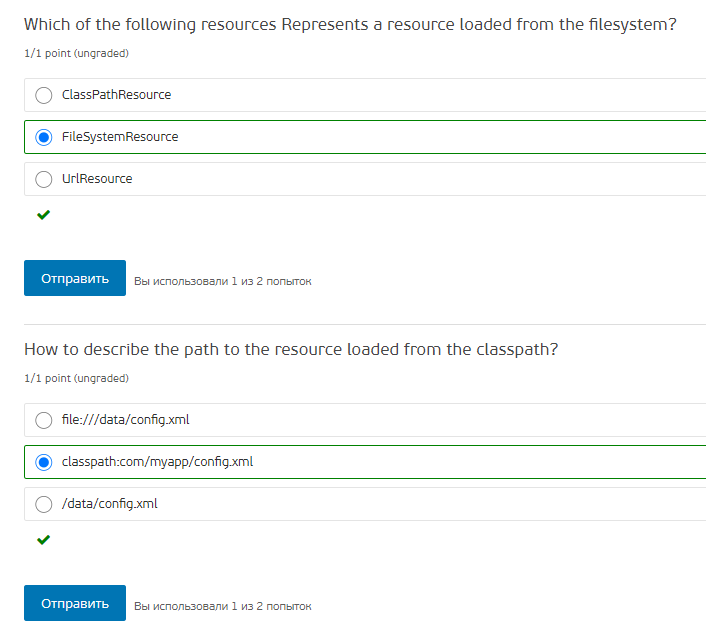 Which of the following resources Represents a resource loaded from the filesystem?
1/1 point (ungraded)
ClassPathResource
FileSystemResource
UrlResource
Отправить
Вы использовали 1 из 2 попыток
How to describe the path to the resource loaded from the classpath?
1/1 point (ungraded)
file:///data/config.xml
classpath:com/myapp/config.xml
/data/config.xml
Отправить
Вы использовали 1 из 2 попыток